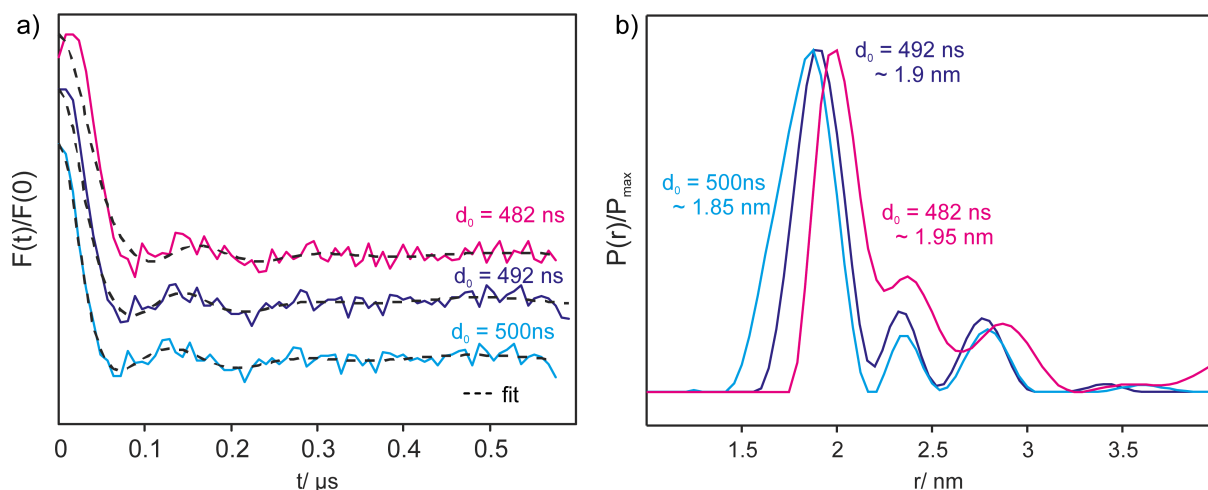 a)
F(t)/F(0)
d₀ = 482 ns
d₀ = 492 ns
d₀ = 500ns
fit
0
0.1
0.2
0.3
0.4
0.5
t/ µs
b)
P(r)/Pmax
d₀ = 492 ns
~ 1.9 nm
d₀ = 500ns
~ 1.85 nm
d₀ = 482 ns
~ 1.95 nm
1.5
2
2.5
3
3.5
r/ nm